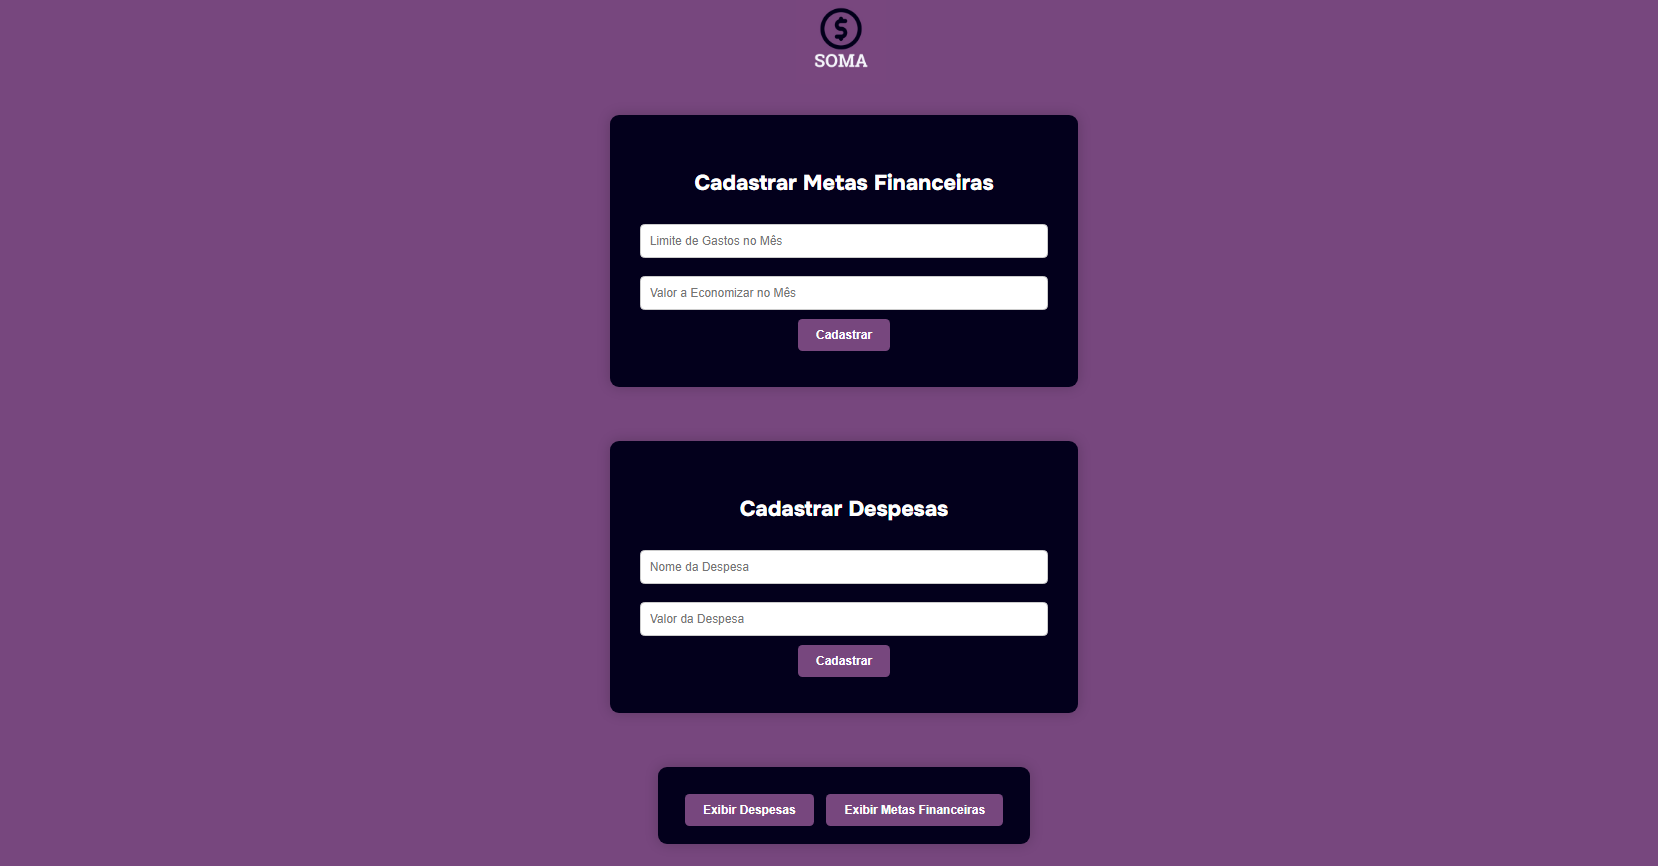 $
SOMA
Cadastrar Metas Financeiras
Limite de Gastos no Mês
Valor a Economizar no Mês
Cadastrar
Cadastrar Despesas
Nome da Despesa
Valor da Despesa
Cadastrar
Exibir Despesas Exibir Metas Financeiras